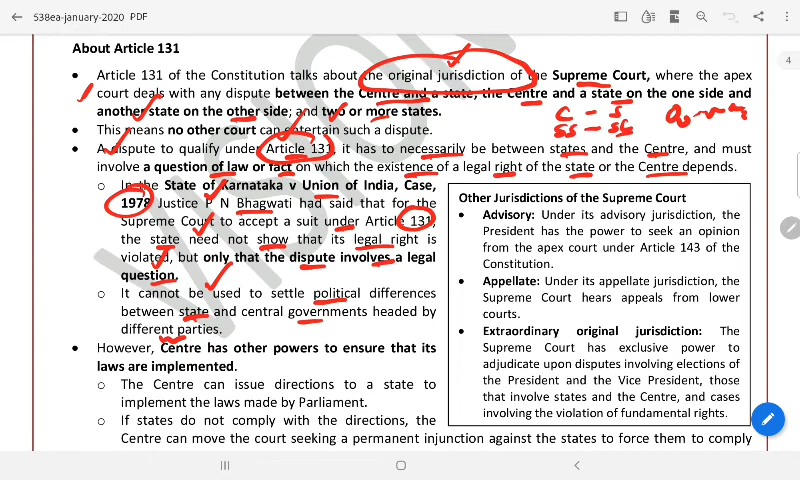 538ea-january-2020 PDF
4
About Article 131
• Article 131 of the Constitution talks about the original jurisdiction of the Supreme Court, where the apex
court deals with any dispute between the Centre and a state; the Centre and a state on the one side and
another state on the other side; and two or more states.
• This means no other court can entertain such a dispute.
• A dispute to qualify under Article 131, it has to necessarily be between states and the Centre, and must
involve a question of law or fact on which the existence of a legal right of the state or the Centre depends.
o In the State of Karnataka v Union of India, Case,
1978 Justice P N Bhagwati had said that for the
Supreme Court to accept a suit under Article 131,
the state need not show that its legal right is
violated, but only that the dispute involves a legal
question.
o It cannot be used to settle political differences
between state and central governments headed by
different parties.
• However, Centre has other powers to ensure that its
laws are implemented.
o The Centre can issue directions to a state to
implement the laws made by Parliament.
o If states do not comply with the directions, the
Centre can move the court seeking a permanent injunction against the states to force them to comply
Other Jurisdictions of the Supreme Court
• Advisory: Under its advisory jurisdiction, the
President has the power to seek an opinion
from the apex court under Article 143 of the
Constitution.
• Appellate: Under its appellate jurisdiction, the
Supreme Court hears appeals from lower
courts.
• Extraordinary original jurisdiction: The
Supreme Court has exclusive power to
adjudicate upon disputes involving elections of
the President and the Vice President, those
that involve states and the Centre, and cases
involving the violation of fundamental rights.
VISION
C = S